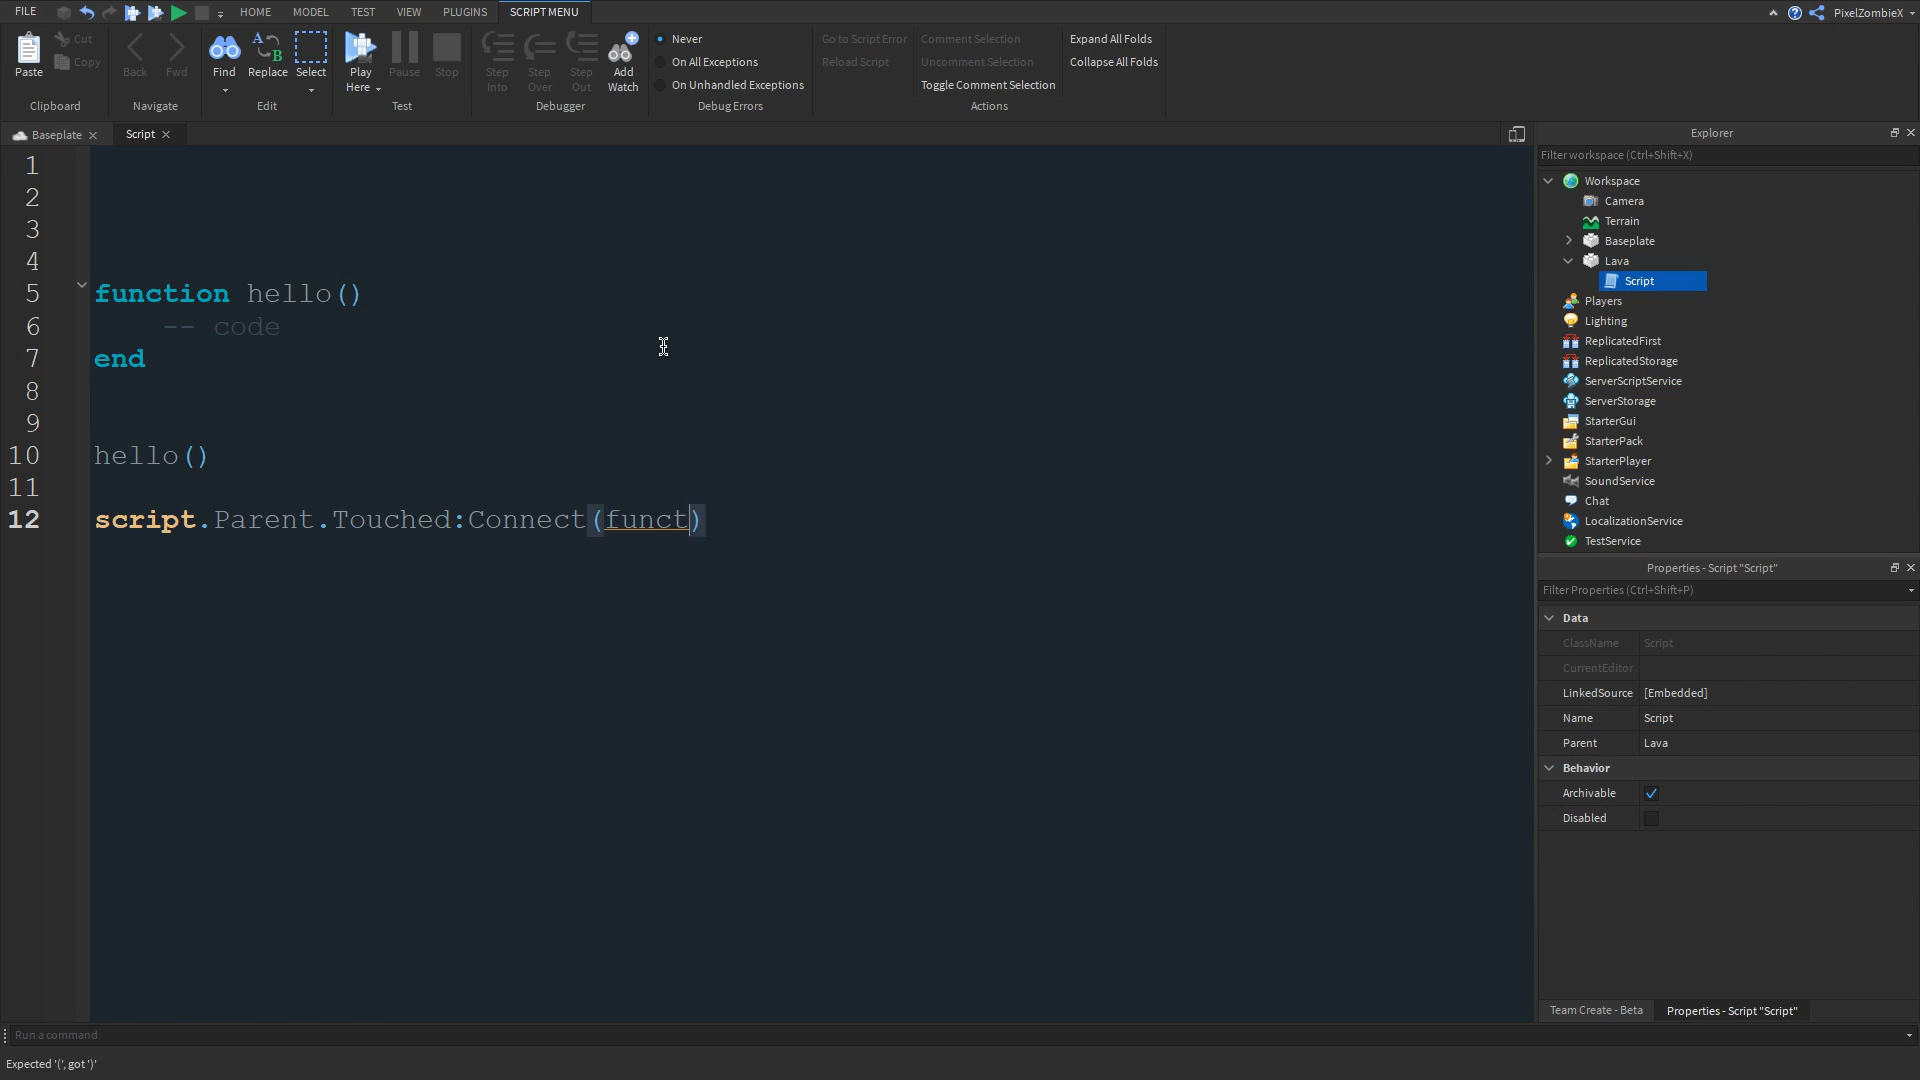 FILE HOME MODEL TEST VIEW PLUGINS SCRIPT MENU PixelZombieX
Paste Cut Copy Clipboard
Back Fwd Navigate
Find Replace Select Edit
Play Here Pause Stop Test
Step Into Step Over Step Out Add Watch Debugger
Never
On All Exceptions
On Unhandled Exceptions
Debug Errors
Go to Script Error
Reload Script
Comment Selection
Uncomment Selection
Toggle Comment Selection
Expand All Folds
Collapse All Folds
Actions
Baseplate Script
1
2
3
4
5 function hello()
6 -- code
7 end
8
9
10 hello()
11
12 script.Parent.Touched:Connect(funct)
Explorer
Filter workspace (Ctrl+Shift+X)
Workspace
Camera
Terrain
Baseplate
Lava
Script
Players
Lighting
ReplicatedFirst
ReplicatedStorage
ServerScriptService
ServerStorage
StarterGui
StarterPack
StarterPlayer
SoundService
Chat
LocalizationService
TestService
Properties - Script "Script"
Filter Properties (Ctrl+Shift+P)
Data
ClassName Script
CurrentEditor
LinkedSource [Embedded]
Name Script
Parent Lava
Behavior
Archivable
Disabled
Team Create - Beta Properties - Script "Script"
Run a command
Expected '(', got ')'